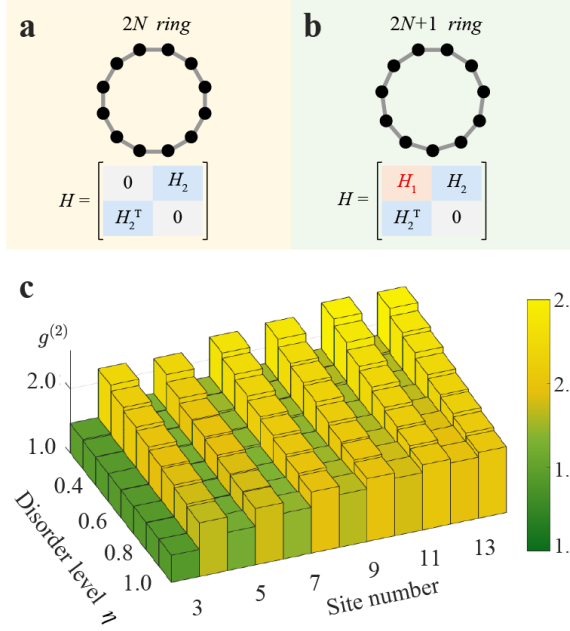 a
2N ring
H =
0 H₂
H₂ᵀ 0
b
2N+1 ring
H =
H₁ H₂
H₂ᵀ 0
c
g⁽²⁾
2.0
1.0
0.4
0.6
0.8
1.0
Disorder level η
3 5 7 9 11 13
Site number
2.
2.
1.
1.